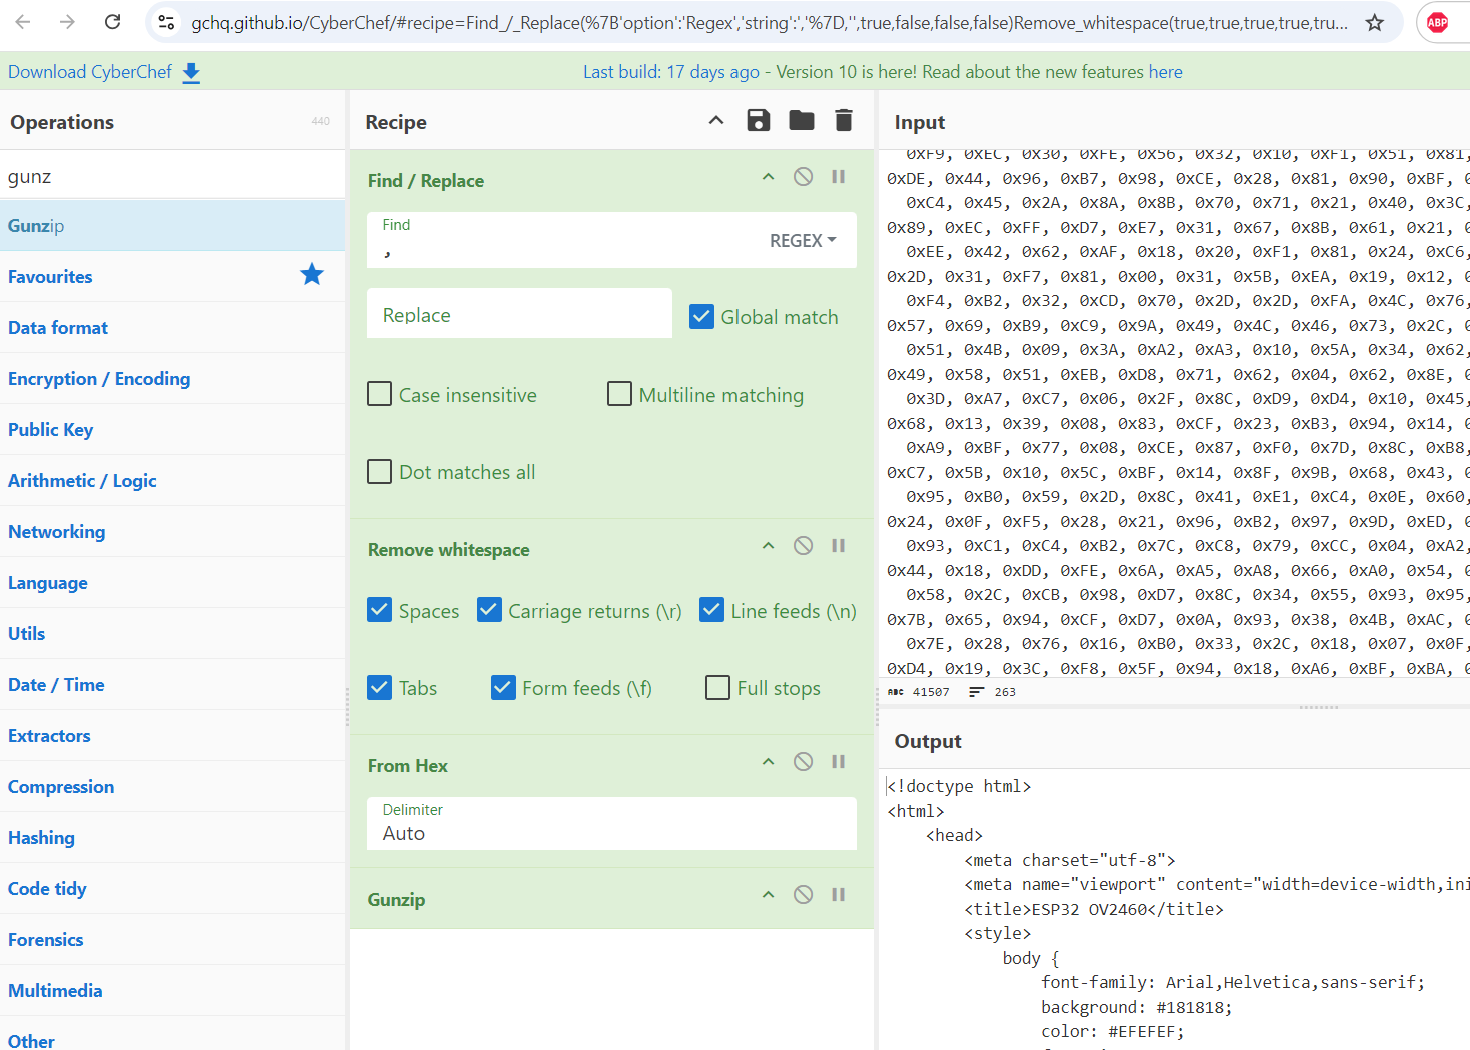 gchq.github.io/CyberChef/#recipe=Find_/_Replace(%7B'option':'Regex','string':','%7D,'',true,false,false,false)Remove_whitespace(true,true,true,true,tru...
ABP
Download CyberChef
Last build: 17 days ago - Version 10 is here! Read about the new features here
Operations
440
gunz
Gunzip
Favourites
Data format
Encryption / Encoding
Public Key
Arithmetic / Logic
Networking
Language
Utils
Date / Time
Extractors
Compression
Hashing
Code tidy
Forensics
Multimedia
Other
Recipe
Find / Replace
Find
,
REGEX
Replace
Global match
Case insensitive
Multiline matching
Dot matches all
Remove whitespace
Spaces
Carriage returns (\r)
Line feeds (\n)
Tabs
Form feeds (\f)
Full stops
From Hex
Delimiter
Auto
Gunzip
Input
0xF9, 0xEC, 0x30, 0xFE, 0x56, 0x32, 0x10, 0xF1, 0x51, 0x81,
0xDE, 0x44, 0x96, 0xB7, 0x98, 0xCE, 0x28, 0x81, 0x90, 0xBF,
0xC4, 0x45, 0x2A, 0x8A, 0x8B, 0x70, 0x71, 0x21, 0x40, 0x3C,
0x89, 0xEC, 0xFF, 0xD7, 0xE7, 0x31, 0x67, 0x8B, 0x61, 0x21,
0xEE, 0x42, 0x62, 0xAF, 0x18, 0x20, 0xF1, 0x81, 0x24, 0xC6,
0x2D, 0x31, 0xF7, 0x81, 0x00, 0x31, 0x5B, 0xEA, 0x19, 0x12,
0xF4, 0xB2, 0x32, 0xCD, 0x70, 0x2D, 0x2D, 0xFA, 0x4C, 0x76,
0x57, 0x69, 0xB9, 0xC9, 0x9A, 0x49, 0x4C, 0x46, 0x73, 0x2C,
0x51, 0x4B, 0x09, 0x3A, 0xA2, 0xA3, 0x10, 0x5A, 0x34, 0x62,
0x49, 0x58, 0x51, 0xEB, 0xD8, 0x71, 0x62, 0x04, 0x62, 0x8E,
0x3D, 0xA7, 0xC7, 0x06, 0x2F, 0x8C, 0xD9, 0xD4, 0x10, 0x45,
0x68, 0x13, 0x39, 0x08, 0x83, 0xCF, 0x23, 0xB3, 0x94, 0x14,
0xA9, 0xBF, 0x77, 0x08, 0xCE, 0x87, 0xF0, 0x7D, 0x8C, 0xB8,
0xC7, 0x5B, 0x10, 0x5C, 0xBF, 0x14, 0x8F, 0x9B, 0x68, 0x43,
0x95, 0xB0, 0x59, 0x2D, 0x8C, 0x41, 0xE1, 0xC4, 0x0E, 0x60,
0x24, 0x0F, 0xF5, 0x28, 0x21, 0x96, 0xB2, 0x97, 0x9D, 0xED,
0x93, 0xC1, 0xC4, 0xB2, 0x7C, 0xC8, 0x79, 0xCC, 0x04, 0xA2,
0x44, 0x18, 0xDD, 0xFE, 0x6A, 0xA5, 0xA8, 0x66, 0xA0, 0x54,
0x58, 0x2C, 0xCB, 0x98, 0xD7, 0x8C, 0x34, 0x55, 0x93, 0x95,
0x7B, 0x65, 0x94, 0xCF, 0xD7, 0x0A, 0x93, 0x38, 0x4B, 0xAC,
0x7E, 0x28, 0x76, 0x16, 0xB0, 0x33, 0x2C, 0x18, 0x07, 0x0F,
0xD4, 0x19, 0x3C, 0xF8, 0x5F, 0x94, 0x18, 0xA6, 0xBF, 0xBA,
ABC 41507 263
Output
<!doctype html>
<html>
<head>
<meta charset="utf-8">
<meta name="viewport" content="width=device-width,ini
<title>ESP32 OV2460</title>
<style>
body {
font-family: Arial,Helvetica,sans-serif;
background: #181818;
color: #EFEFEF;